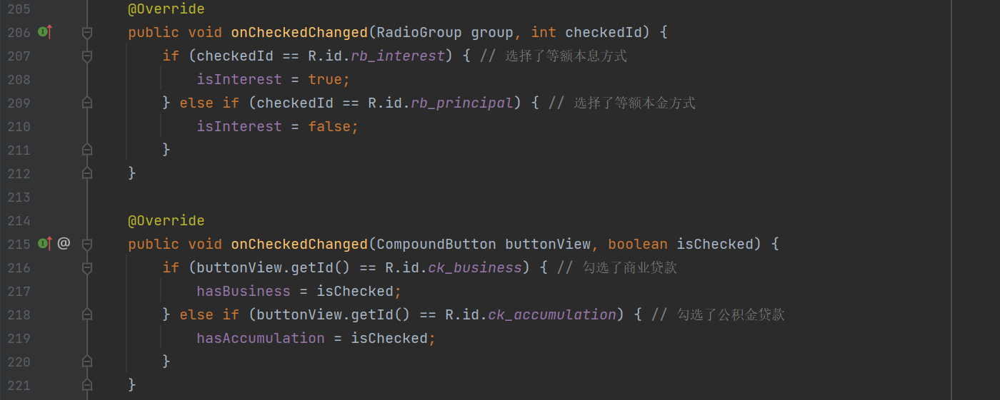 205 @Override
206 public void onCheckedChanged(RadioGroup group, int checkedId) {
207 if (checkedId == R.id.rb_interest) { // 选择了等额本息方式
208 isInterest = true;
209 } else if (checkedId == R.id.rb_principal) { // 选择了等额本金方式
210 isInterest = false;
211 }
212 }
213
214 @Override
215 @ public void onCheckedChanged(CompoundButton buttonView, boolean isChecked) {
216 if (buttonView.getId() == R.id.ck_business) { // 勾选了商业贷款
217 hasBusiness = isChecked;
218 } else if (buttonView.getId() == R.id.ck_accumulation) { // 勾选了公积金贷款
219 hasAccumulation = isChecked;
220 }
221 }